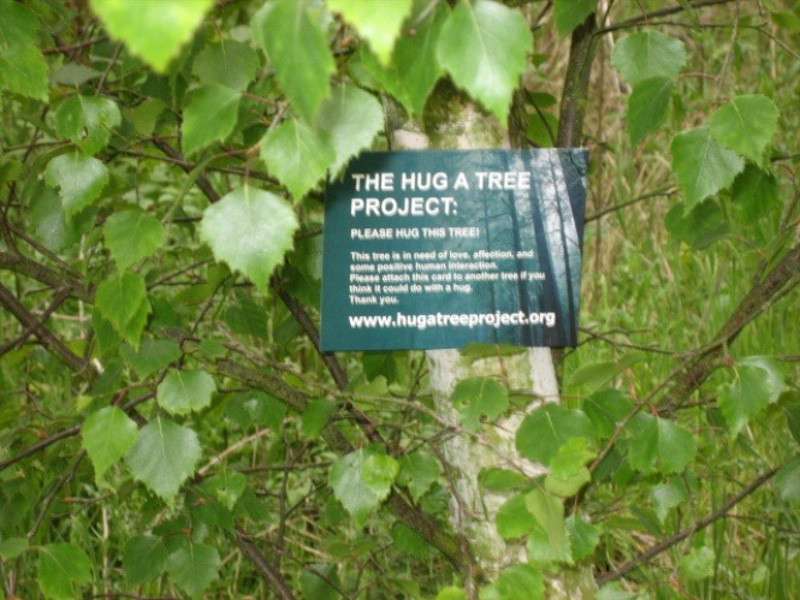 THE HUG A TREE
PROJECT:
PLEASE HUG THIS TREE!
This tree is in need of love, affection, and
some positive human interaction.
Please attach this card to another tree if you
think it could do with a hug.
Thank you.
www.hugatreeproject.org